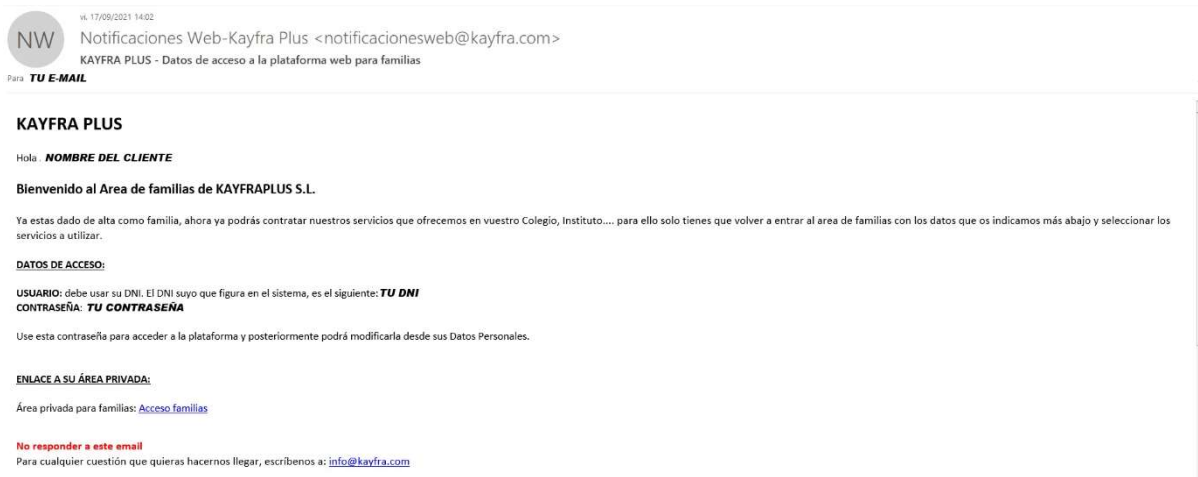 vi. 17/09/2021 14:02
NW
Notificaciones Web-Kayfra Plus <notificacionesweb@kayfra.com>
KAYFRA PLUS - Datos de acceso a la plataforma web para familias
Para TU E-MAIL
KAYFRA PLUS
Hola . NOMBRE DEL CLIENTE
Bienvenido al Area de familias de KAYFRAPLUS S.L.
Ya estas dado de alta como familia, ahora ya podrás contratar nuestros servicios que ofrecemos en vuestro Colegio, Instituto.... para ello solo tienes que volver a entrar al area de familias con los datos que os indicamos más abajo y seleccionar los
servicios a utilizar.
DATOS DE ACCESO:
USUARIO: debe usar su DNI. El DNI suyo que figura en el sistema, es el siguiente: TU DNI
CONTRASEÑA: TU CONTRASEÑA
Use esta contraseña para acceder a la plataforma y posteriormente podrá modificarla desde sus Datos Personales.
ENLACE A SU ÁREA PRIVADA:
Área privada para familias: Acceso familias
No responder a este email
Para cualquier cuestión que quieras hacernos llegar, escríbenos a: info@kayfra.com